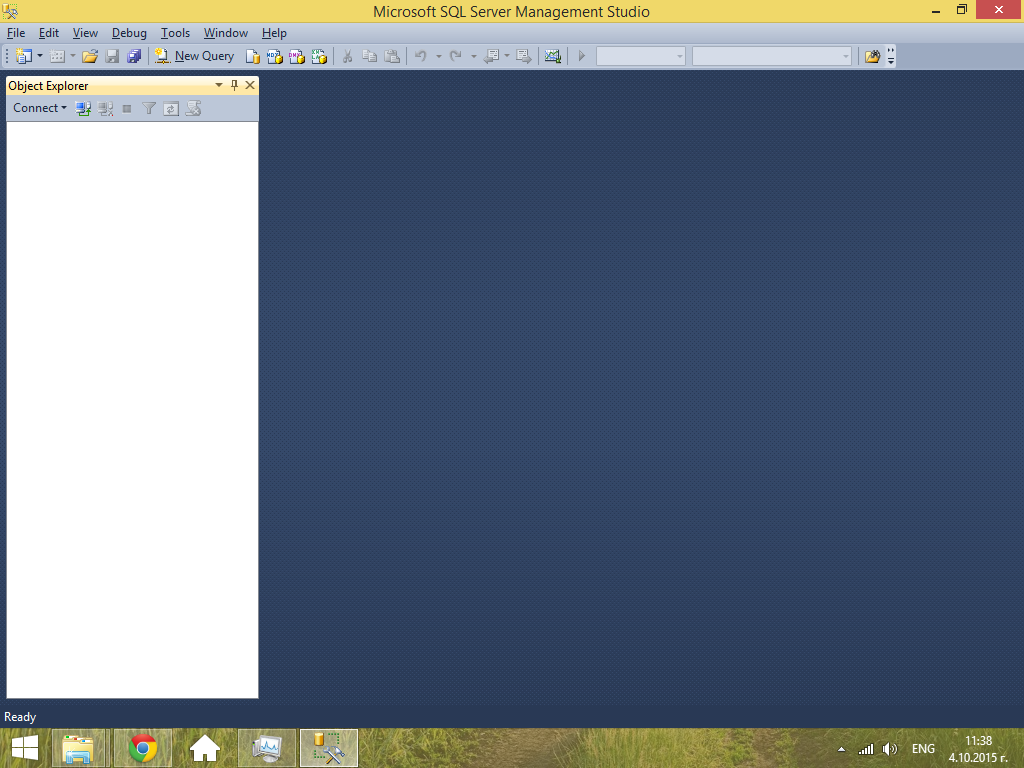 Microsoft SQL Server Management Studio
File Edit View Debug Tools Window Help
New Query
Object Explorer
Connect
Ready
ENG
11:38
4.10.2015 г.